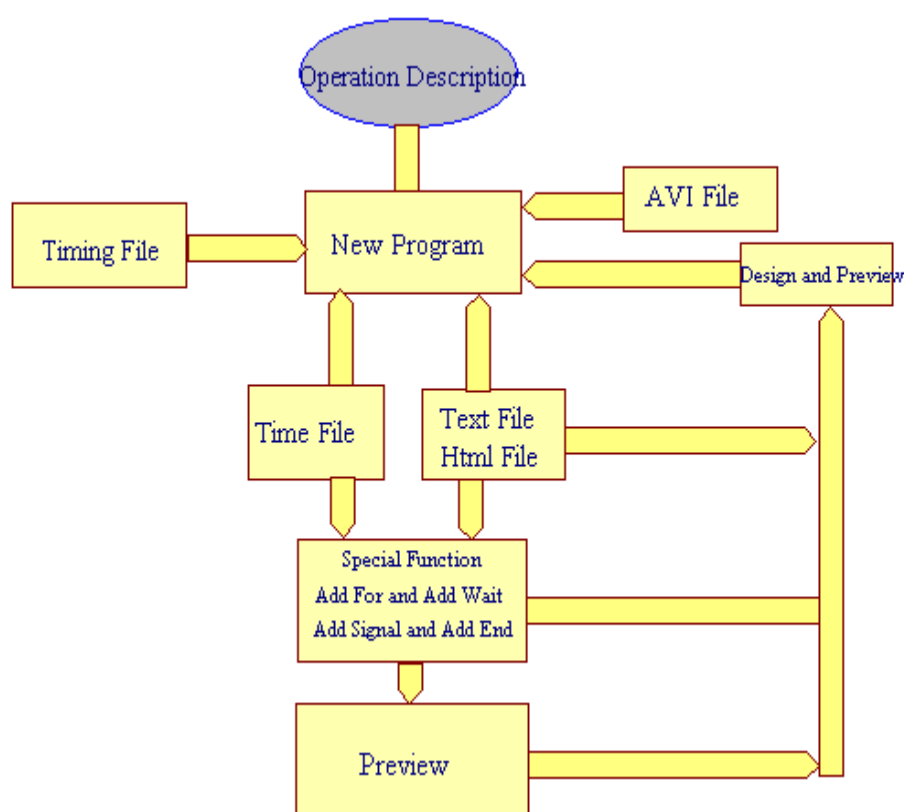 Operation Description
AVI File
Timing File
New Program
Design and Preview
Time File
Text File
Html File
Special Function
Add For and Add Wait
Add Signal and Add End
Preview